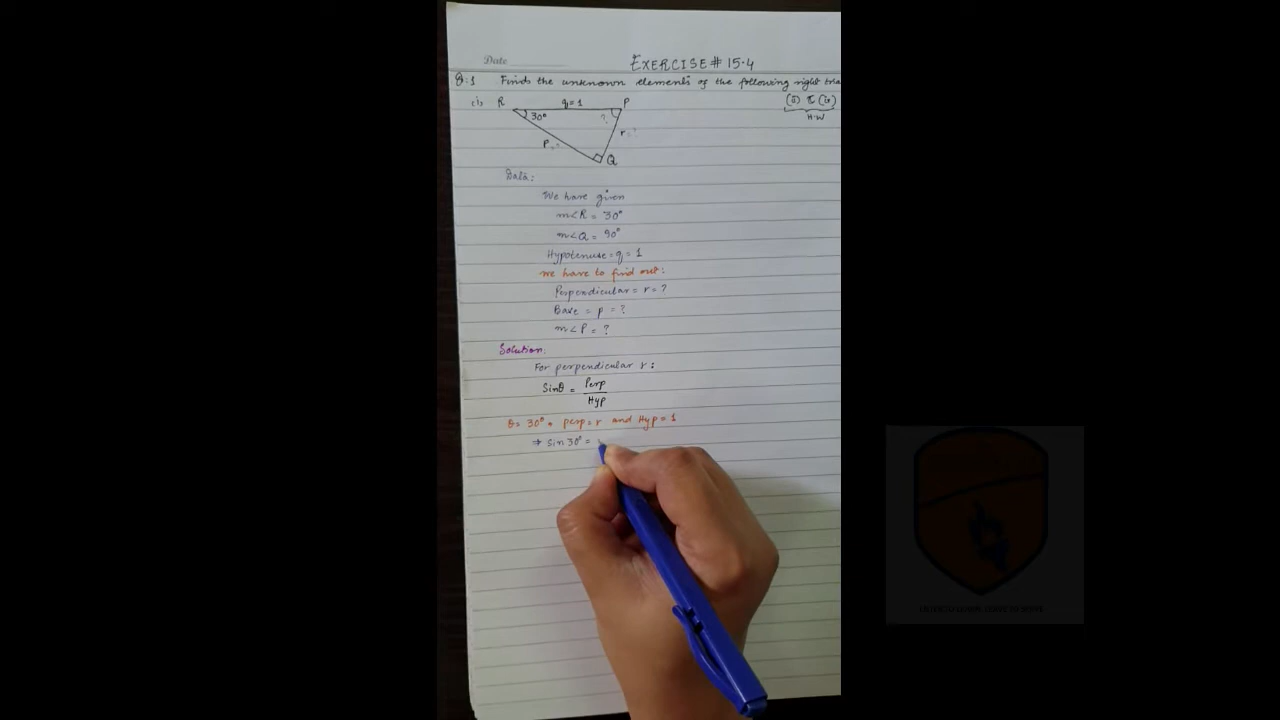 Date
EXERCISE # 15.4
Q:1 Finds the unknown elements of the following right tria
(i) R q=1 P
30° ? r=?
P=? Q
(ii) & (iv)
H.W
Data:
We have given
m<R = 30°
m<Q = 90°
Hypotenuse = q = 1
we have to find out:
Perpendicular = r = ?
Base = p = ?
m<P = ?
Solution:
For perpendicular r:
Sinθ = Perp
Hyp
θ = 30°, perp = r and Hyp = 1
⇒ Sin 30° =